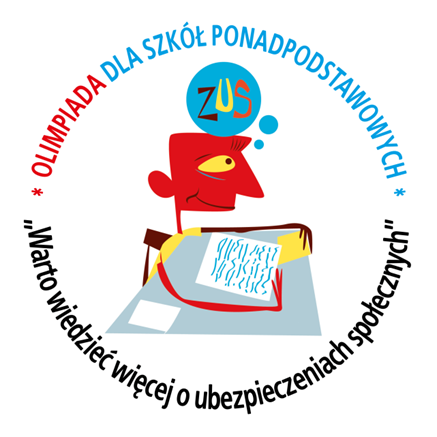 * OLIMPIADA DLA SZKÓŁ PONADPODSTAWOWYCH *
ZUS
„Warto wiedzieć więcej o ubezpieczeniach społecznych"